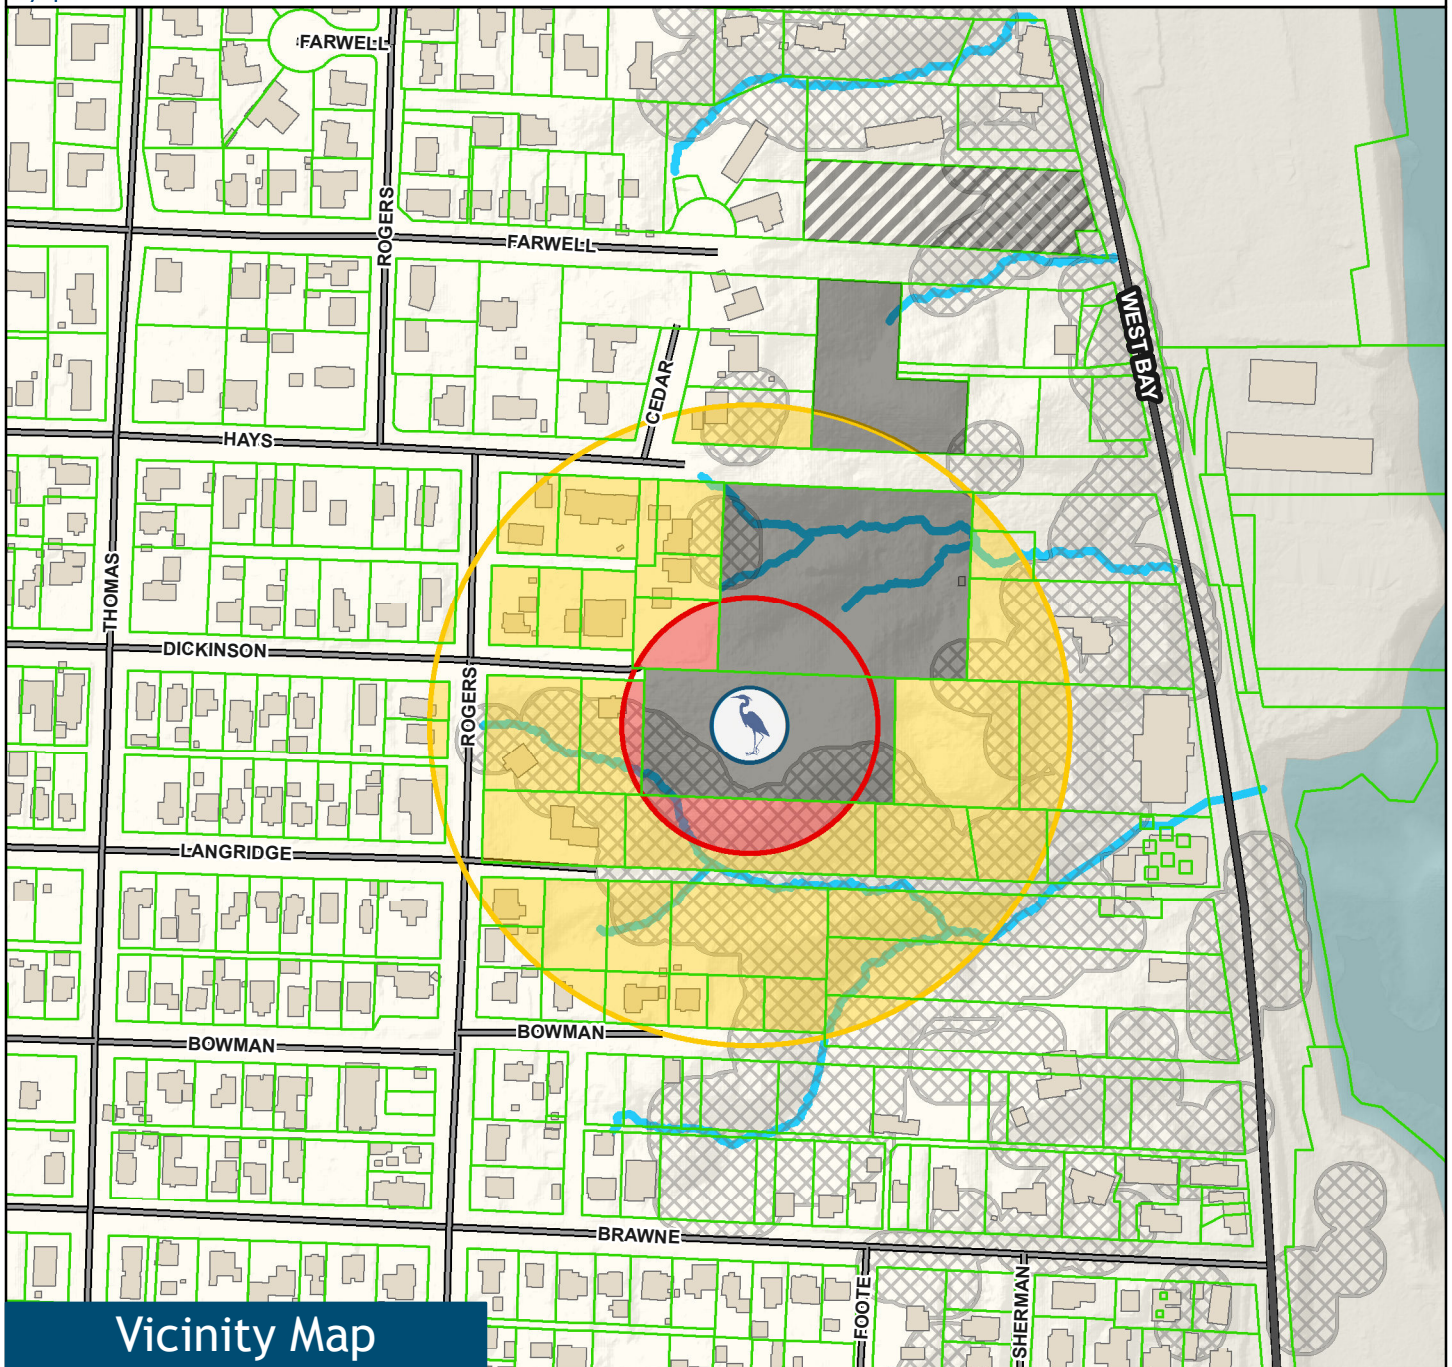 FARWELL
ROGERS
FARWELL
WEST BAY
CEDAR
HAYS
THOMAS
DICKINSON
ROGERS
LANGRIDGE
BOWMAN
BOWMAN
BRAWNE
FOOTE
SHERMAN
Vicinity Map